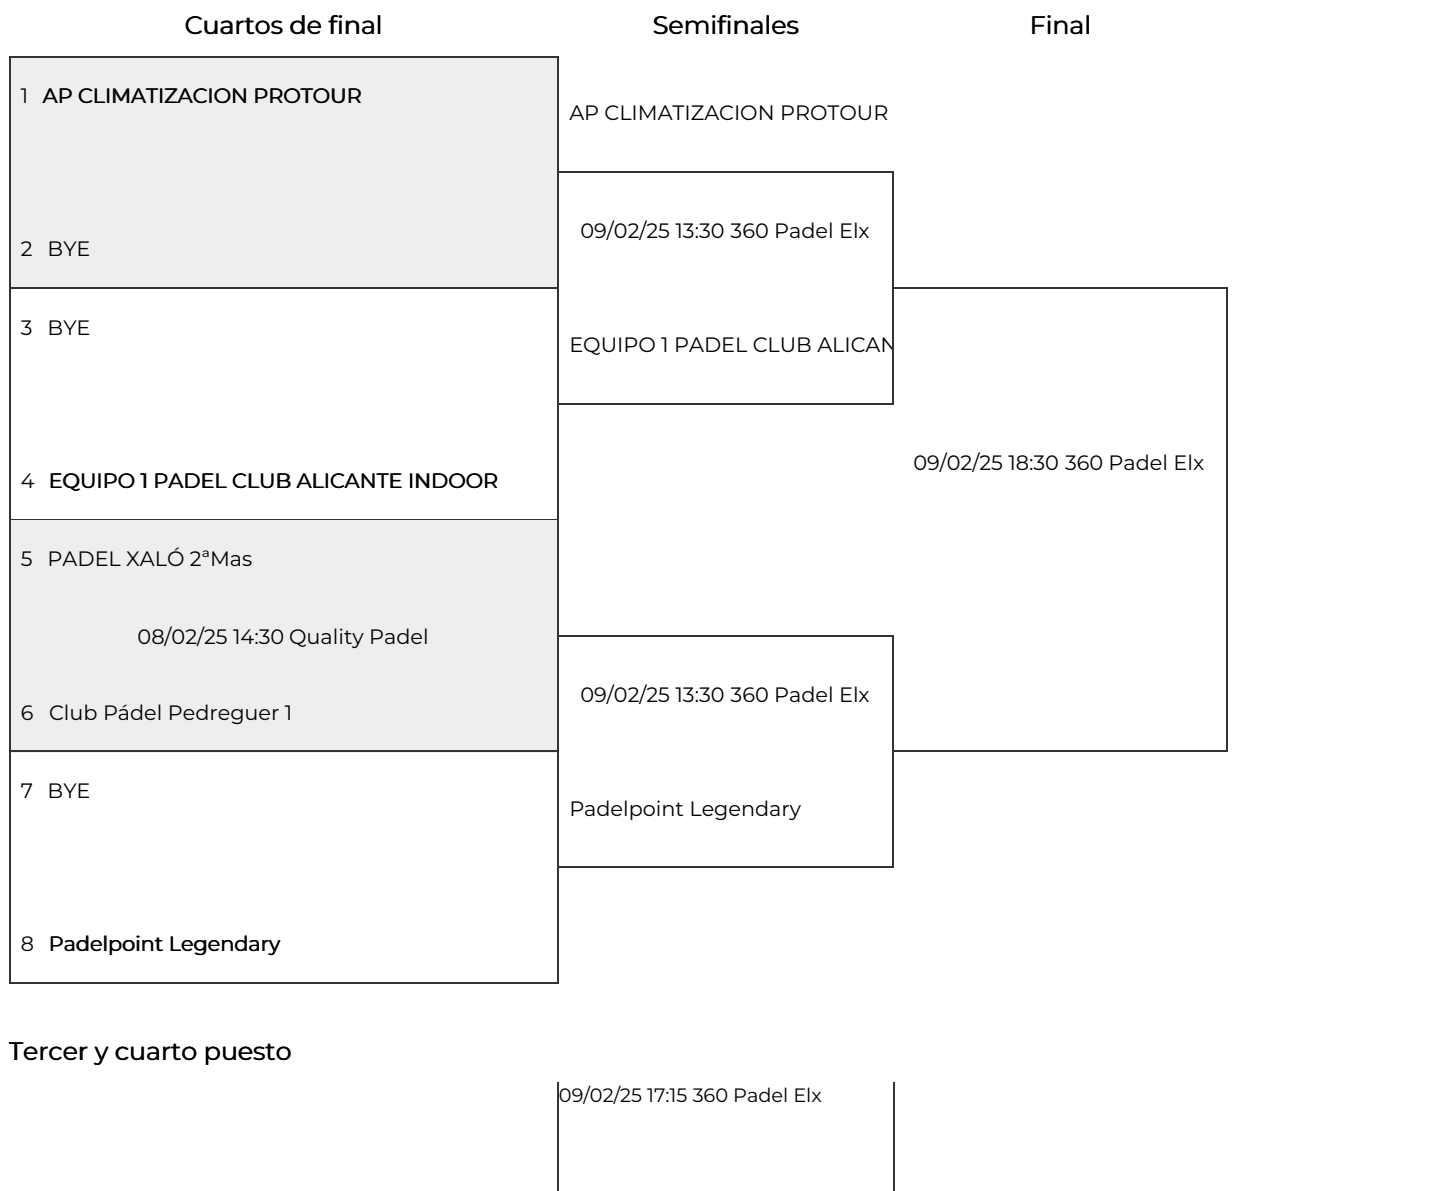 Cuartos de final
Semifinales
Final
1 AP CLIMATIZACION PROTOUR
AP CLIMATIZACION PROTOUR
09/02/25 13:30 360 Padel Elx
2 BYE
3 BYE
EQUIPO 1 PADEL CLUB ALICAN
09/02/25 18:30 360 Padel Elx
4 EQUIPO 1 PADEL CLUB ALICANTE INDOOR
5 PADEL XALÓ 2ªMas
08/02/25 14:30 Quality Padel
09/02/25 13:30 360 Padel Elx
6 Club Pádel Pedreguer 1
7 BYE
Padelpoint Legendary
8 Padelpoint Legendary
Tercer y cuarto puesto
09/02/25 17:15 360 Padel Elx